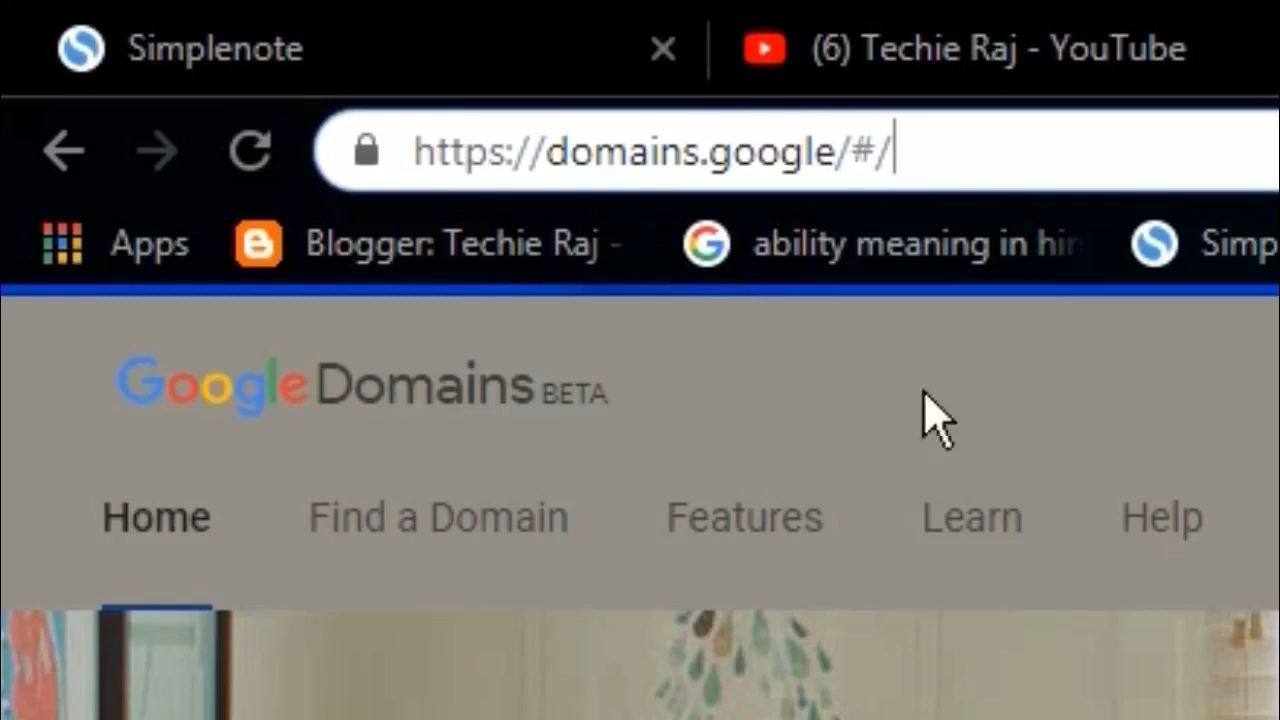 Simplenote
(6) Techie Raj - YouTube
https://domains.google/#/
Apps
Blogger: Techie Raj -
ability meaning in hin
Simp
Google Domains BETA
Home
Find a Domain
Features
Learn
Help